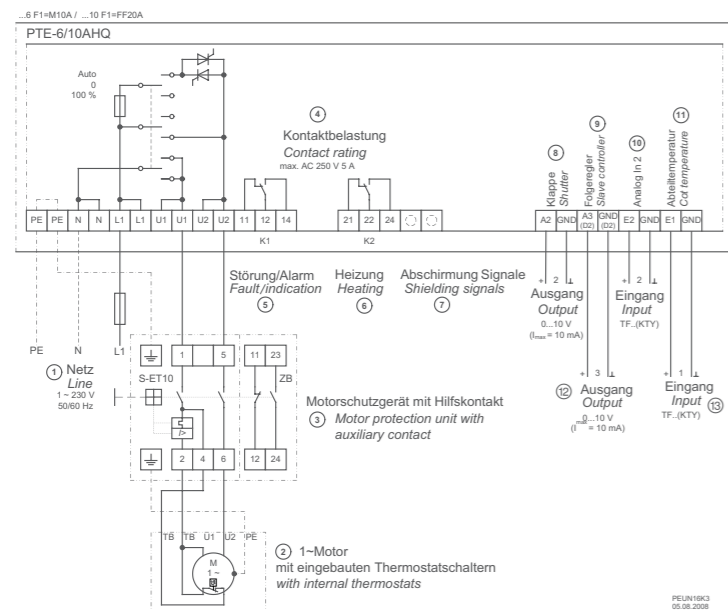 ...6 F1=M10A / ...10 F1=FF20A
PTE-6/10AHQ
Auto
0
100 %
4
Kontaktbelastung
Contact rating
max. AC 250 V 5 A
8
Klappe
Shutter
9
Folgeregler
Slave controller
10
Analog In 2
11
Abteiltemperatur
Cot temperature
PE PE N N L1 L1 U1 U1 U2 U2 11 12 14 21 22 24 A2 GND A3 (D2) GND (D2) E2 GND E1 GND
K1 K2
Störung/Alarm
Fault/indication
5
Heizung
Heating
6
Abschirmung Signale
Shielding signals
7
+ 2 ⊥
Ausgang
Output
0...10 V
(Imax = 10 mA)
+ 2 ⊥
Eingang
Input
TF..(KTY)
PE N L1
1 Netz
Line
1 ~ 230 V
50/60 Hz
1 5 11 23
S-ET10 ZB
I>
2 4 6 12 24
Motorschutzgerät mit Hilfskontakt
3 Motor protection unit with
auxiliary contact
+ 3 ⊥
12 Ausgang
Output
0...10 V
(Imax = 10 mA)
+ 1 ⊥
Eingang
Input 13
TF..(KTY)
TB TB U1 U2 PE
M
1 ~
2 1~Motor
mit eingebauten Thermostatschaltern
with internal thermostats
PEUN16K3
05.08.2008